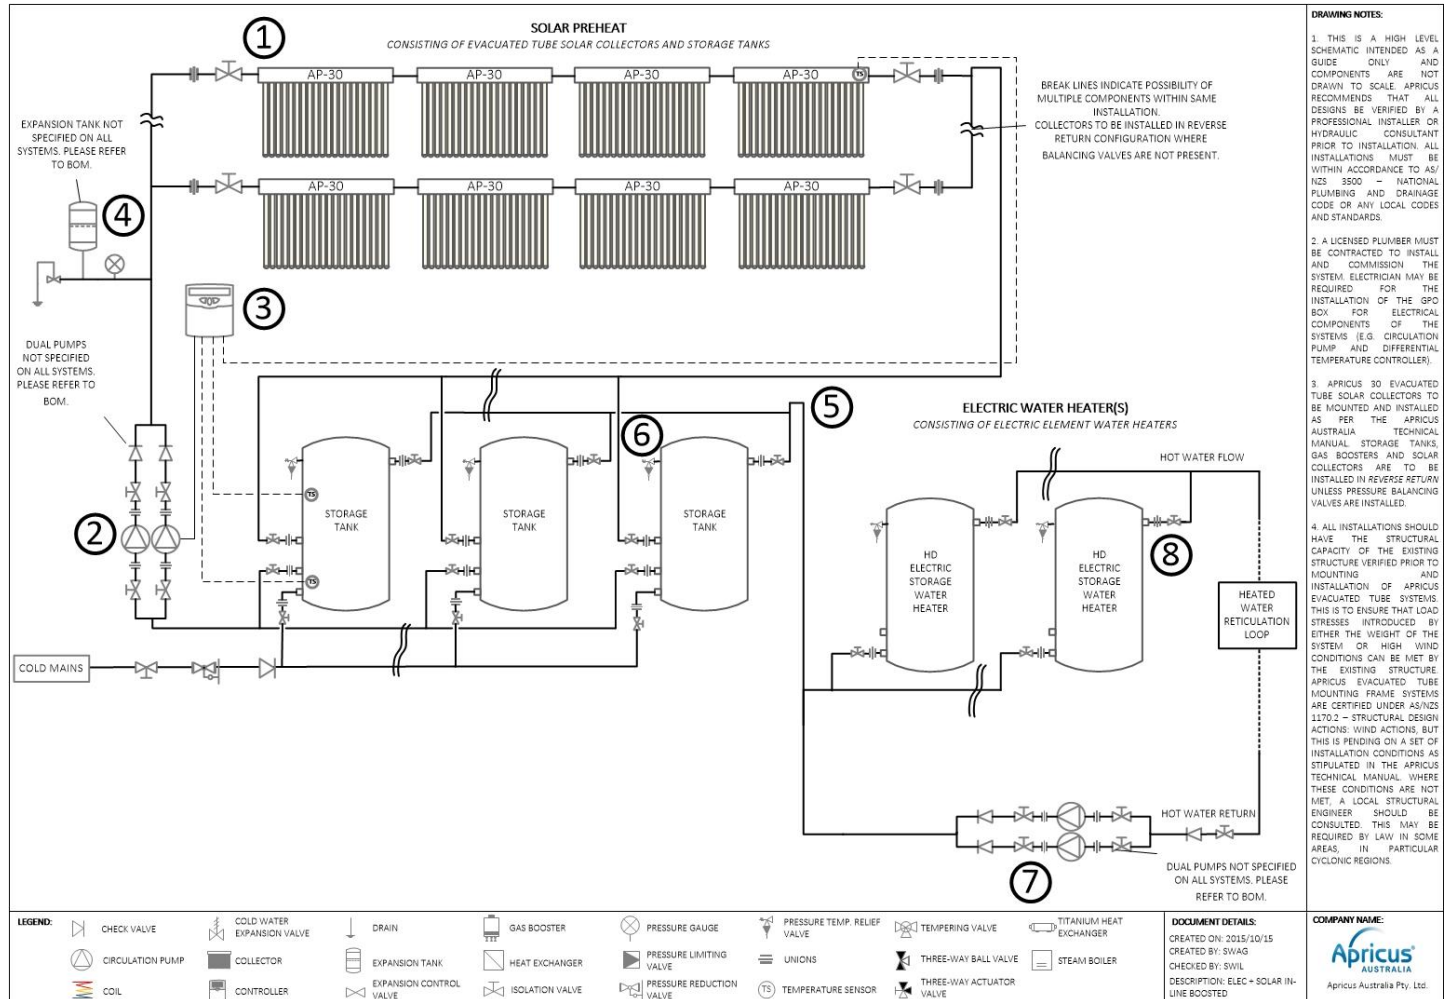 SOLAR PREHEAT
CONSISTING OF EVACUATED TUBE SOLAR COLLECTORS AND STORAGE TANKS
1
AP-30
AP-30
AP-30
AP-30
TS
BREAK LINES INDICATE POSSIBILITY OF
MULTIPLE COMPONENTS WITHIN SAME
INSTALLATION.
COLLECTORS TO BE INSTALLED IN REVERSE
RETURN CONFIGURATION WHERE
BALANCING VALVES ARE NOT PRESENT.
EXPANSION TANK NOT
SPECIFIED ON ALL
SYSTEMS. PLEASE REFER
TO BOM.
AP-30
AP-30
AP-30
AP-30
4
3
DUAL PUMPS
NOT SPECIFIED
ON ALL SYSTEMS.
PLEASE REFER TO
BOM.
2
5
6
STORAGE
TANK
STORAGE
TANK
STORAGE
TANK
TS
TS
COLD MAINS
ELECTRIC WATER HEATER(S)
CONSISTING OF ELECTRIC ELEMENT WATER HEATERS
HOT WATER FLOW
HD
ELECTRIC
STORAGE
WATER
HEATER
HD
ELECTRIC
STORAGE
WATER
HEATER
8
HEATED
WATER
RETICULATION
LOOP
HOT WATER RETURN
7
DUAL PUMPS NOT SPECIFIED
ON ALL SYSTEMS. PLEASE
REFER TO BOM.
DRAWING NOTES:
1. THIS IS A HIGH LEVEL
SCHEMATIC INTENDED AS A
GUIDE ONLY AND
COMPONENTS ARE NOT
DRAWN TO SCALE. APRICUS
RECOMMENDS THAT ALL
DESIGNS BE VERIFIED BY A
PROFESSIONAL INSTALLER OR
HYDRAULIC CONSULTANT
PRIOR TO INSTALLATION. ALL
INSTALLATIONS MUST BE
WITHIN ACCORDANCE TO AS/
NZS 3500 – NATIONAL
PLUMBING AND DRAINAGE
CODE OR ANY LOCAL CODES
AND STANDARDS.
2. A LICENSED PLUMBER MUST
BE CONTRACTED TO INSTALL
AND COMMISSION THE
SYSTEM. ELECTRICIAN MAY BE
REQUIRED FOR THE
INSTALLATION OF THE GPO
BOX FOR ELECTRICAL
COMPONENTS OF THE
SYSTEMS (E.G. CIRCULATION
PUMP AND DIFFERENTIAL
TEMPERATURE CONTROLLER).
3. APRICUS 30 EVACUATED
TUBE SOLAR COLLECTORS TO
BE MOUNTED AND INSTALLED
AS PER THE APRICUS
AUSTRALIA TECHNICAL
MANUAL. STORAGE TANKS,
GAS BOOSTERS AND SOLAR
COLLECTORS ARE TO BE
INSTALLED IN REVERSE RETURN
UNLESS PRESSURE BALANCING
VALVES ARE INSTALLED.
4. ALL INSTALLATIONS SHOULD
HAVE THE STRUCTURAL
CAPACITY OF THE EXISTING
STRUCTURE VERIFIED PRIOR TO
MOUNTING AND
INSTALLATION OF APRICUS
EVACUATED TUBE SYSTEMS.
THIS IS TO ENSURE THAT LOAD
STRESSES INTRODUCED BY
EITHER THE WEIGHT OF THE
SYSTEM OR HIGH WIND
CONDITIONS CAN BE MET BY
THE EXISTING STRUCTURE.
APRICUS EVACUATED TUBE
MOUNTING FRAME SYSTEMS
ARE CERTIFIED UNDER AS/NZS
1170.2 – STRUCTURAL DESIGN
ACTIONS: WIND ACTIONS, BUT
THIS IS PENDING ON A SET OF
INSTALLATION CONDITIONS AS
STIPULATED IN THE APRICUS
TECHNICAL MANUAL. WHERE
THESE CONDITIONS ARE NOT
MET, A LOCAL STRUCTURAL
ENGINEER SHOULD BE
CONSULTED. THIS MAY BE
REQUIRED BY LAW IN SOME
AREAS, IN PARTICULAR
CYCLONIC REGIONS.
LEGEND:
CHECK VALVE
CIRCULATION PUMP
COIL
COLD WATER
EXPANSION VALVE
COLLECTOR
CONTROLLER
DRAIN
EXPANSION TANK
EXPANSION CONTROL
VALVE
GAS BOOSTER
HEAT EXCHANGER
ISOLATION VALVE
PRESSURE GAUGE
PRESSURE LIMITING
VALVE
PRESSURE REDUCTION
VALVE
PRESSURE TEMP. RELIEF
VALVE
UNIONS
TS TEMPERATURE SENSOR
TEMPERING VALVE
THREE-WAY BALL VALVE
THREE-WAY ACTUATOR
VALVE
TITANIUM HEAT
EXCHANGER
STEAM BOILER
DOCUMENT DETAILS:
CREATED ON: 2015/10/15
CREATED BY: SWAG
CHECKED BY: SWIL
DESCRIPTION: ELEC + SOLAR IN-
LINE BOOSTED
COMPANY NAME:
Apricus
AUSTRALIA
Apricus Australia Pty. Ltd.